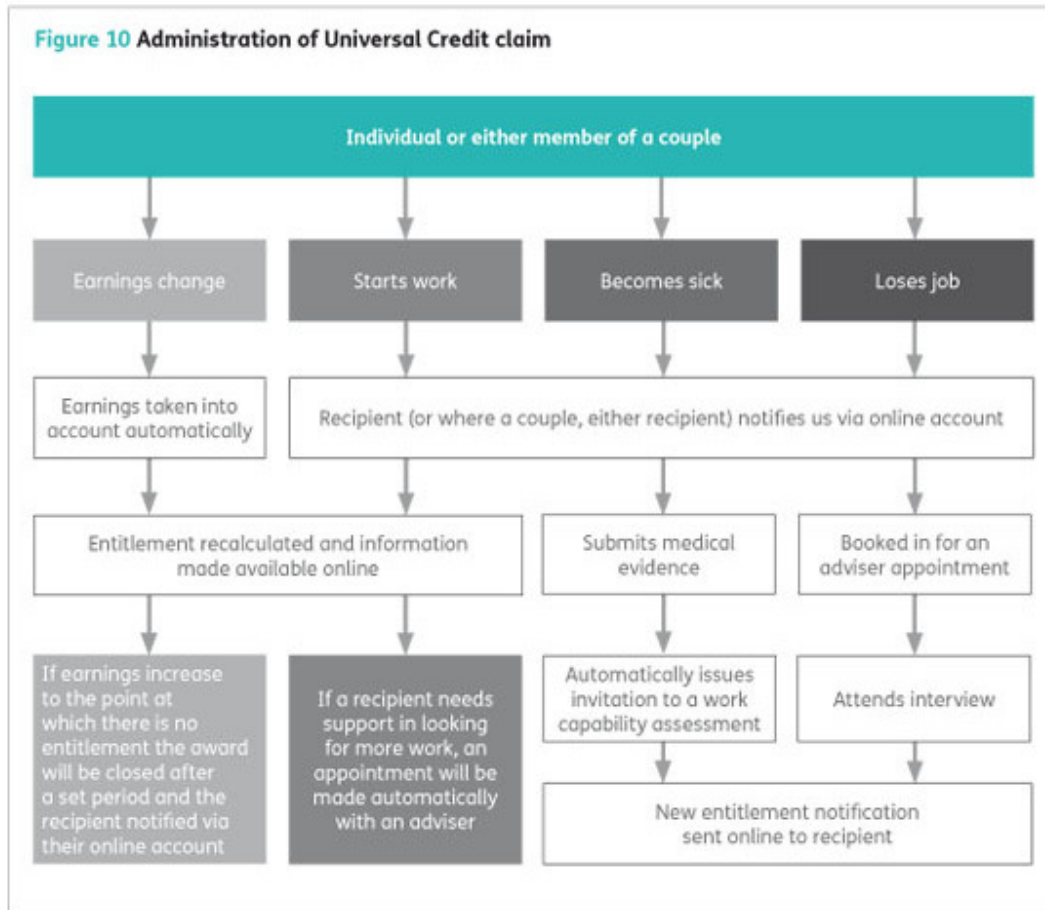 Figure 10 Administration of Universal Credit claim
Individual or either member of a couple
Earnings change
Starts work
Becomes sick
Loses job
Earnings taken into
account automatically
Recipient (or where a couple, either recipient) notifies us via online account
Entitlement recalculated and information
made available online
Submits medical
evidence
Booked in for an
adviser appointment
If earnings increase
to the point at
which there is no
entitlement the award
will be closed after
a set period and the
recipient notified via
their online account
If a recipient needs
support in looking
for more work, an
appointment will be
made automatically
with an adviser
Automatically issues
invitation to a work
capability assessment
Attends interview
New entitlement notification
sent online to recipient